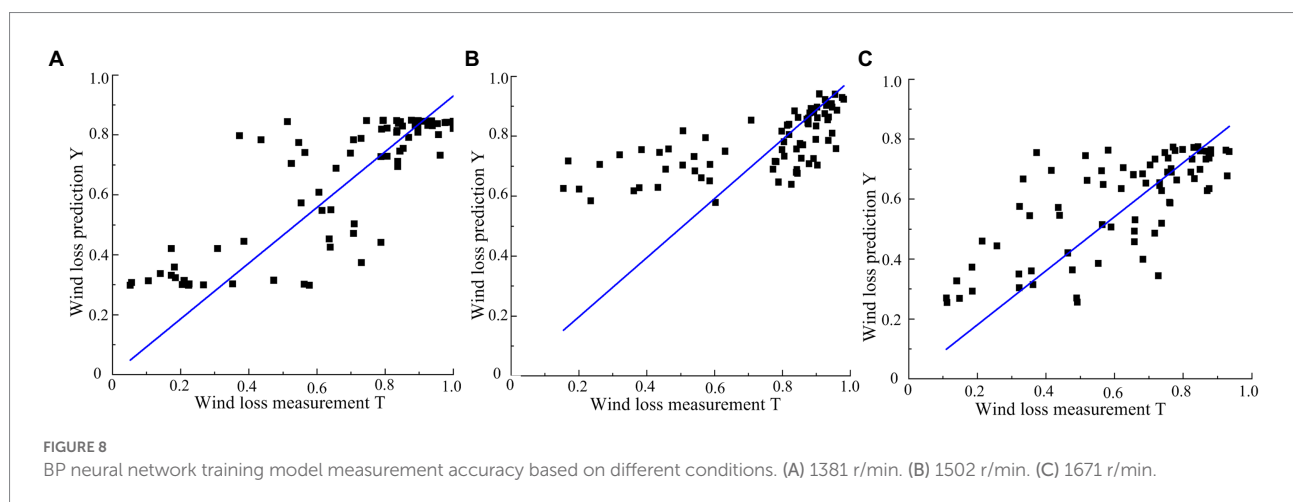 A
1.0
0.8
0.6
0.4
0.2
0
Wind loss prediction Y
0 0.2 0.4 0.6 0.8 1.0
Wind loss measurement T
B
1.0
0.8
0.6
0.4
0.2
0
Wind loss prediction Y
0 0.2 0.4 0.6 0.8 1.0
Wind loss measurement T
C
1.0
0.8
0.6
0.4
0.2
0
Wind loss prediction Y
0 0.2 0.4 0.6 0.8 1.0
Wind loss measurement T
FIGURE 8
BP neural network training model measurement accuracy based on different conditions. (A) 1381 r/min. (B) 1502 r/min. (C) 1671 r/min.